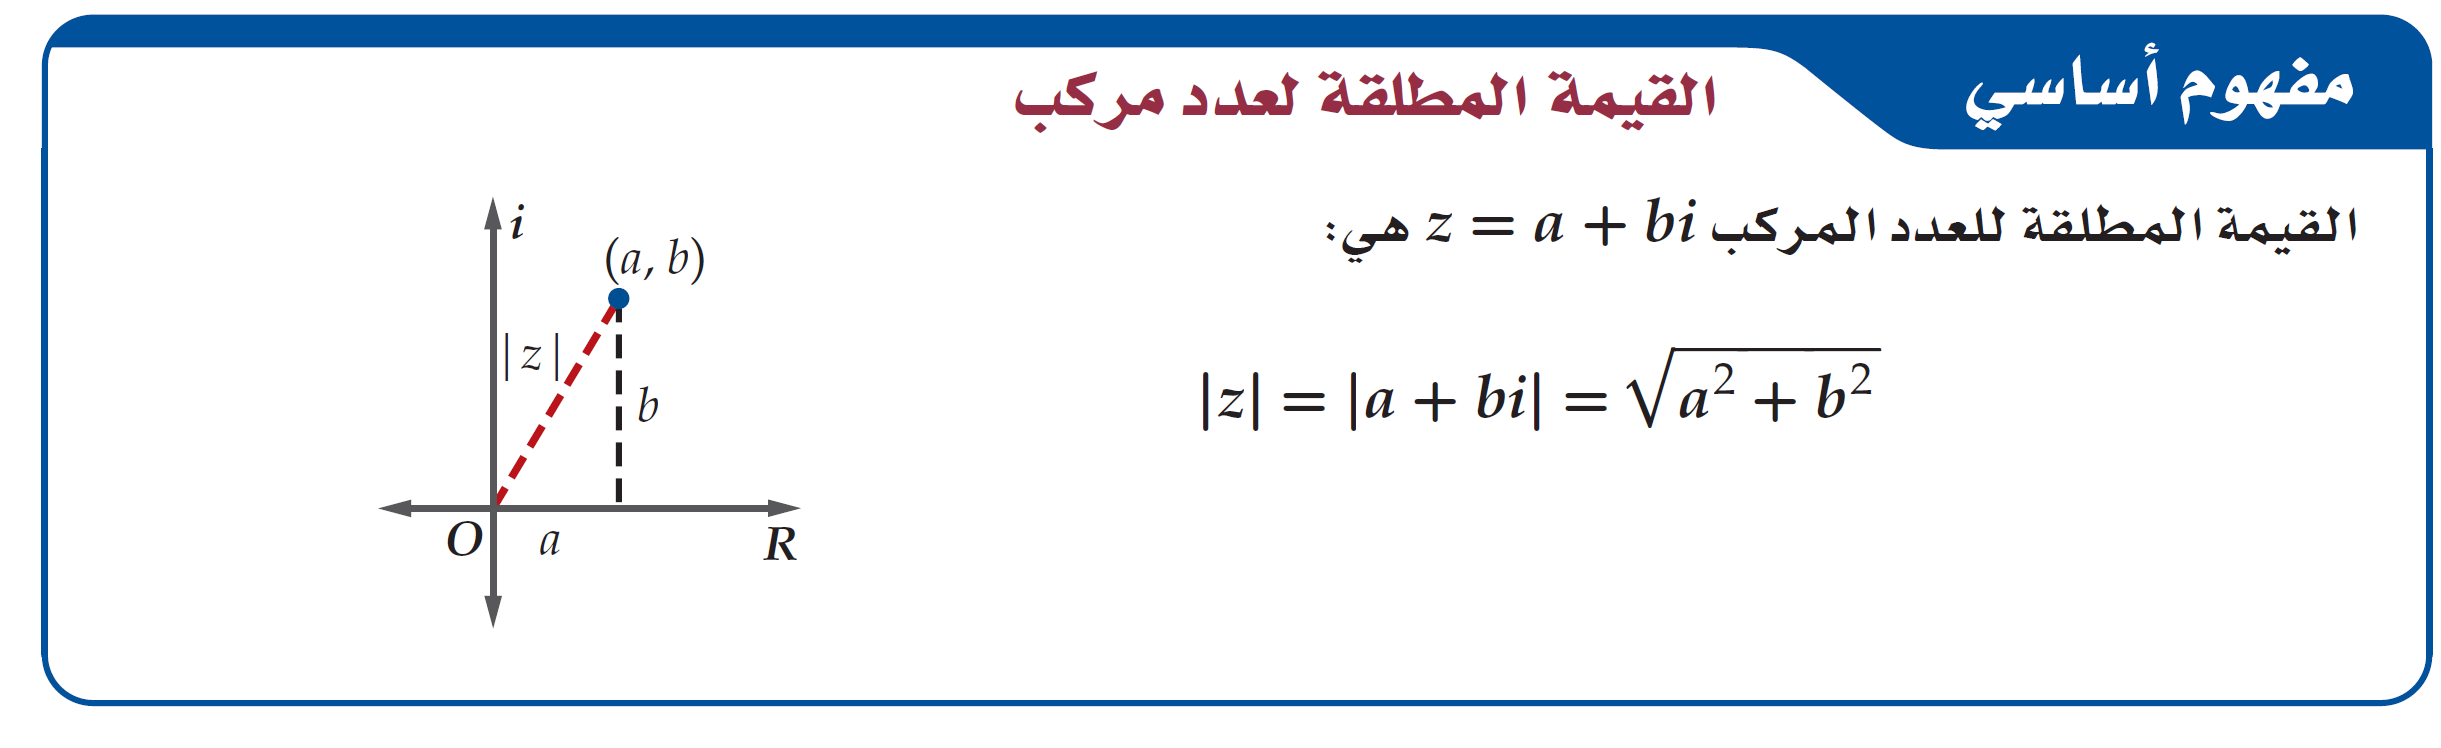 مفهوم أساسي
القيمة المطلقة لعدد مركب
القيمة المطلقة للعدد المركب z = a + bi هي:
|z| = |a + bi| = √(a² + b²)
i
(a, b)
|z|
b
O
a
R